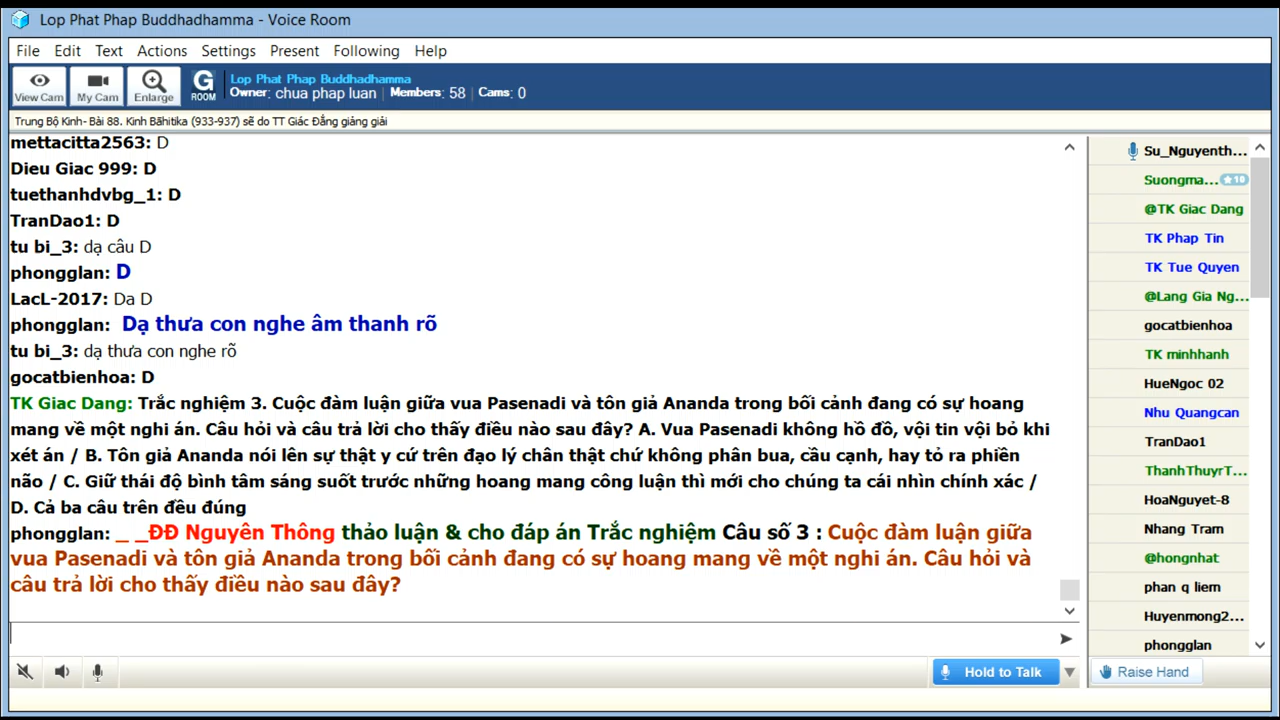 Lop Phat Phap Buddhadhamma - Voice Room
File Edit Text Actions Settings Present Following Help
View Cam My Cam Enlarge G ROOM
Lop Phat Phap Buddhadhamma
Owner: chua phap luan | Members: 58 | Cams: 0
Trung Bộ Kinh- Bài 88. Kinh Bāhitika (933-937) sẽ do TT Giác Đẳng giảng giải
mettacitta2563: D
Dieu Giac 999: D
tuethanhdvbg_1: D
TranDao1: D
tu bi_3: dạ câu D
phongglan: D
LacL-2017: Da D
phongglan: Dạ thưa con nghe âm thanh rõ
tu bi_3: dạ thưa con nghe rõ
gocatbienhoa: D
TK Giac Dang: Trắc nghiệm 3. Cuộc đàm luận giữa vua Pasenadi và tôn giả Ananda trong bối cảnh đang có sự hoang
mang về một nghi án. Câu hỏi và câu trả lời cho thấy điều nào sau đây? A. Vua Pasenadi không hồ đồ, vội tin vội bỏ khi
xét án / B. Tôn giả Ananda nói lên sự thật y cứ trên đạo lý chân thật chứ không phân bua, cầu cạnh, hay tỏ ra phiền
não / C. Giữ thái độ bình tâm sáng suốt trước những hoang mang công luận thì mới cho chúng ta cái nhìn chính xác /
D. Cả ba câu trên đều đúng
phongglan: _ _ĐĐ Nguyên Thông thảo luận & cho đáp án Trắc nghiệm Câu số 3 : Cuộc đàm luận giữa
vua Pasenadi và tôn giả Ananda trong bối cảnh đang có sự hoang mang về một nghi án. Câu hỏi và
câu trả lời cho thấy điều nào sau đây?
Su_Nguyenth...
Suongma... ★10
@TK Giac Dang
TK Phap Tin
TK Tue Quyen
@Lang Gia Ng...
gocatbienhoa
TK minhhanh
HueNgoc 02
Nhu Quangcan
TranDao1
ThanhThuyrT...
HoaNguyet-8
Nhang Tram
@hongnhat
phan q liem
Huyenmong2...
phongglan
Hold to Talk
Raise Hand